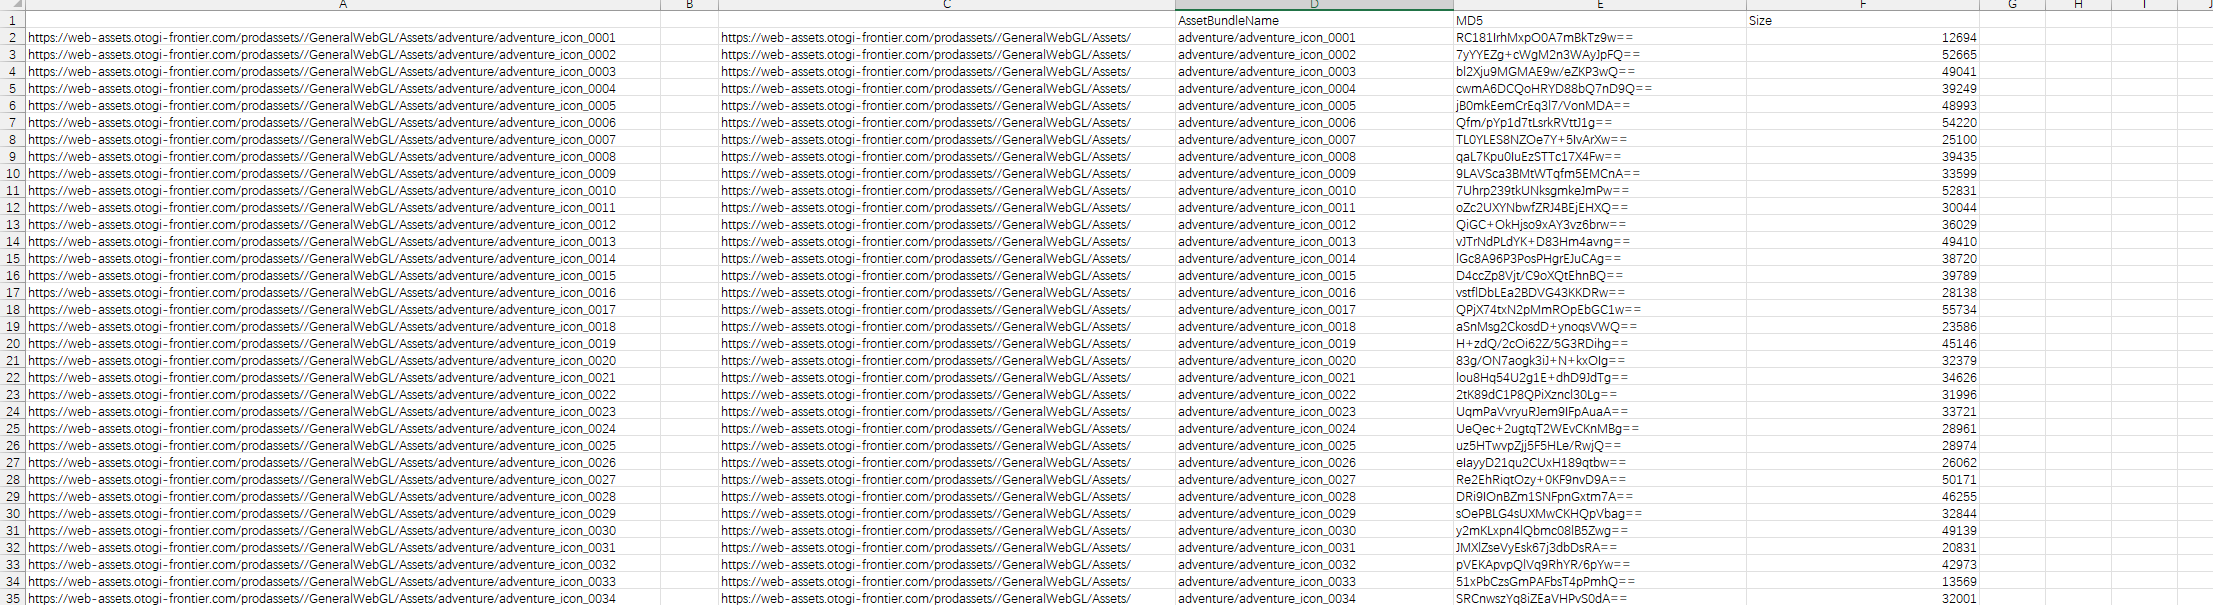 A B C D E F G H I J
1 AssetBundleName MD5 Size
2 https://web-assets.otogi-frontier.com/prodassets//GeneralWebGL/Assets/adventure/adventure_icon_0001 https://web-assets.otogi-frontier.com/prodassets//GeneralWebGL/Assets/ adventure/adventure_icon_0001 RC181IrhMxpO0A7mBkTz9w== 12694
3 https://web-assets.otogi-frontier.com/prodassets//GeneralWebGL/Assets/adventure/adventure_icon_0002 https://web-assets.otogi-frontier.com/prodassets//GeneralWebGL/Assets/ adventure/adventure_icon_0002 7yYYEZg+cWgM2n3WAyJpFQ== 52665
4 https://web-assets.otogi-frontier.com/prodassets//GeneralWebGL/Assets/adventure/adventure_icon_0003 https://web-assets.otogi-frontier.com/prodassets//GeneralWebGL/Assets/ adventure/adventure_icon_0003 bl2Xju9MGMAE9w/eZKP3wQ== 49041
5 https://web-assets.otogi-frontier.com/prodassets//GeneralWebGL/Assets/adventure/adventure_icon_0004 https://web-assets.otogi-frontier.com/prodassets//GeneralWebGL/Assets/ adventure/adventure_icon_0004 cwmA6DCQoHRYD88bQ7nD9Q== 39249
6 https://web-assets.otogi-frontier.com/prodassets//GeneralWebGL/Assets/adventure/adventure_icon_0005 https://web-assets.otogi-frontier.com/prodassets//GeneralWebGL/Assets/ adventure/adventure_icon_0005 jB0mkEemCrEq3l7/VonMDA== 48993
7 https://web-assets.otogi-frontier.com/prodassets//GeneralWebGL/Assets/adventure/adventure_icon_0006 https://web-assets.otogi-frontier.com/prodassets//GeneralWebGL/Assets/ adventure/adventure_icon_0006 Qfm/pYp1d7tLsrkRVttJ1g== 54220
8 https://web-assets.otogi-frontier.com/prodassets//GeneralWebGL/Assets/adventure/adventure_icon_0007 https://web-assets.otogi-frontier.com/prodassets//GeneralWebGL/Assets/ adventure/adventure_icon_0007 TL0YLES8NZOe7Y+5IvArXw== 25100
9 https://web-assets.otogi-frontier.com/prodassets//GeneralWebGL/Assets/adventure/adventure_icon_0008 https://web-assets.otogi-frontier.com/prodassets//GeneralWebGL/Assets/ adventure/adventure_icon_0008 qaL7Kpu0IuEzSTTc17X4Fw== 39435
10 https://web-assets.otogi-frontier.com/prodassets//GeneralWebGL/Assets/adventure/adventure_icon_0009 https://web-assets.otogi-frontier.com/prodassets//GeneralWebGL/Assets/ adventure/adventure_icon_0009 9LAVSca3BMtWTqfm5EMCnA== 33599
11 https://web-assets.otogi-frontier.com/prodassets//GeneralWebGL/Assets/adventure/adventure_icon_0010 https://web-assets.otogi-frontier.com/prodassets//GeneralWebGL/Assets/ adventure/adventure_icon_0010 7Uhrp239tkUNksgmkeJmPw== 52831
12 https://web-assets.otogi-frontier.com/prodassets//GeneralWebGL/Assets/adventure/adventure_icon_0011 https://web-assets.otogi-frontier.com/prodassets//GeneralWebGL/Assets/ adventure/adventure_icon_0011 oZc2UXYNbwfZRJ4BEjEHXQ== 30044
13 https://web-assets.otogi-frontier.com/prodassets//GeneralWebGL/Assets/adventure/adventure_icon_0012 https://web-assets.otogi-frontier.com/prodassets//GeneralWebGL/Assets/ adventure/adventure_icon_0012 QiGC+OkHjso9xAY3vz6brw== 36029
14 https://web-assets.otogi-frontier.com/prodassets//GeneralWebGL/Assets/adventure/adventure_icon_0013 https://web-assets.otogi-frontier.com/prodassets//GeneralWebGL/Assets/ adventure/adventure_icon_0013 vJTrNdPLdYK+D83Hm4avng== 49410
15 https://web-assets.otogi-frontier.com/prodassets//GeneralWebGL/Assets/adventure/adventure_icon_0014 https://web-assets.otogi-frontier.com/prodassets//GeneralWebGL/Assets/ adventure/adventure_icon_0014 lGc8A96P3PosPHgrEJuCAg== 38720
16 https://web-assets.otogi-frontier.com/prodassets//GeneralWebGL/Assets/adventure/adventure_icon_0015 https://web-assets.otogi-frontier.com/prodassets//GeneralWebGL/Assets/ adventure/adventure_icon_0015 D4ccZp8Vjt/C9oXQtEhnBQ== 39789
17 https://web-assets.otogi-frontier.com/prodassets//GeneralWebGL/Assets/adventure/adventure_icon_0016 https://web-assets.otogi-frontier.com/prodassets//GeneralWebGL/Assets/ adventure/adventure_icon_0016 vstflDbLEa2BDVG43KKDRw== 28138
18 https://web-assets.otogi-frontier.com/prodassets//GeneralWebGL/Assets/adventure/adventure_icon_0017 https://web-assets.otogi-frontier.com/prodassets//GeneralWebGL/Assets/ adventure/adventure_icon_0017 QPjX74txN2pMmROpEbGC1w== 55734
19 https://web-assets.otogi-frontier.com/prodassets//GeneralWebGL/Assets/adventure/adventure_icon_0018 https://web-assets.otogi-frontier.com/prodassets//GeneralWebGL/Assets/ adventure/adventure_icon_0018 aSnMsg2CkosdD+ynoqsVWQ== 23586
20 https://web-assets.otogi-frontier.com/prodassets//GeneralWebGL/Assets/adventure/adventure_icon_0019 https://web-assets.otogi-frontier.com/prodassets//GeneralWebGL/Assets/ adventure/adventure_icon_0019 H+zdQ/2cOi62Z/5G3RDihg== 45146
21 https://web-assets.otogi-frontier.com/prodassets//GeneralWebGL/Assets/adventure/adventure_icon_0020 https://web-assets.otogi-frontier.com/prodassets//GeneralWebGL/Assets/ adventure/adventure_icon_0020 83g/ON7aogk3iJ+N+kxOIg== 32379
22 https://web-assets.otogi-frontier.com/prodassets//GeneralWebGL/Assets/adventure/adventure_icon_0021 https://web-assets.otogi-frontier.com/prodassets//GeneralWebGL/Assets/ adventure/adventure_icon_0021 lou8Hq54U2g1E+dhD9JdTg== 34626
23 https://web-assets.otogi-frontier.com/prodassets//GeneralWebGL/Assets/adventure/adventure_icon_0022 https://web-assets.otogi-frontier.com/prodassets//GeneralWebGL/Assets/ adventure/adventure_icon_0022 2tK89dC1P8QPiXzncl30Lg== 31996
24 https://web-assets.otogi-frontier.com/prodassets//GeneralWebGL/Assets/adventure/adventure_icon_0023 https://web-assets.otogi-frontier.com/prodassets//GeneralWebGL/Assets/ adventure/adventure_icon_0023 UqmPaVvryuRJem9IFpAuaA== 33721
25 https://web-assets.otogi-frontier.com/prodassets//GeneralWebGL/Assets/adventure/adventure_icon_0024 https://web-assets.otogi-frontier.com/prodassets//GeneralWebGL/Assets/ adventure/adventure_icon_0024 UeQec+2ugtqT2WEvCKnMBg== 28961
26 https://web-assets.otogi-frontier.com/prodassets//GeneralWebGL/Assets/adventure/adventure_icon_0025 https://web-assets.otogi-frontier.com/prodassets//GeneralWebGL/Assets/ adventure/adventure_icon_0025 uz5HTwvpZjj5F5HLe/RwjQ== 28974
27 https://web-assets.otogi-frontier.com/prodassets//GeneralWebGL/Assets/adventure/adventure_icon_0026 https://web-assets.otogi-frontier.com/prodassets//GeneralWebGL/Assets/ adventure/adventure_icon_0026 eIayyD21qu2CUxH189qtbw== 26062
28 https://web-assets.otogi-frontier.com/prodassets//GeneralWebGL/Assets/adventure/adventure_icon_0027 https://web-assets.otogi-frontier.com/prodassets//GeneralWebGL/Assets/ adventure/adventure_icon_0027 Re2EhRiqtOzy+0KF9nvD9A== 50171
29 https://web-assets.otogi-frontier.com/prodassets//GeneralWebGL/Assets/adventure/adventure_icon_0028 https://web-assets.otogi-frontier.com/prodassets//GeneralWebGL/Assets/ adventure/adventure_icon_0028 DRi9IOnBZm1SNFpnGxtm7A== 46255
30 https://web-assets.otogi-frontier.com/prodassets//GeneralWebGL/Assets/adventure/adventure_icon_0029 https://web-assets.otogi-frontier.com/prodassets//GeneralWebGL/Assets/ adventure/adventure_icon_0029 sOePBLG4sUXMwCKHQpVbag== 32844
31 https://web-assets.otogi-frontier.com/prodassets//GeneralWebGL/Assets/adventure/adventure_icon_0030 https://web-assets.otogi-frontier.com/prodassets//GeneralWebGL/Assets/ adventure/adventure_icon_0030 y2mKLxpn4lQbmc08lB5Zwg== 49139
32 https://web-assets.otogi-frontier.com/prodassets//GeneralWebGL/Assets/adventure/adventure_icon_0031 https://web-assets.otogi-frontier.com/prodassets//GeneralWebGL/Assets/ adventure/adventure_icon_0031 JMXlZseVyEsk67j3dbDsRA== 20831
33 https://web-assets.otogi-frontier.com/prodassets//GeneralWebGL/Assets/adventure/adventure_icon_0032 https://web-assets.otogi-frontier.com/prodassets//GeneralWebGL/Assets/ adventure/adventure_icon_0032 pVEKApvpQlVq9RhYR/6pYw== 42973
34 https://web-assets.otogi-frontier.com/prodassets//GeneralWebGL/Assets/adventure/adventure_icon_0033 https://web-assets.otogi-frontier.com/prodassets//GeneralWebGL/Assets/ adventure/adventure_icon_0033 51xPbCzsGmPAFbsT4pPmhQ== 13569
35 https://web-assets.otogi-frontier.com/prodassets//GeneralWebGL/Assets/adventure/adventure_icon_0034 https://web-assets.otogi-frontier.com/prodassets//GeneralWebGL/Assets/ adventure/adventure_icon_0034 SRCnwszYq8iZEaVHPvS0dA== 32001